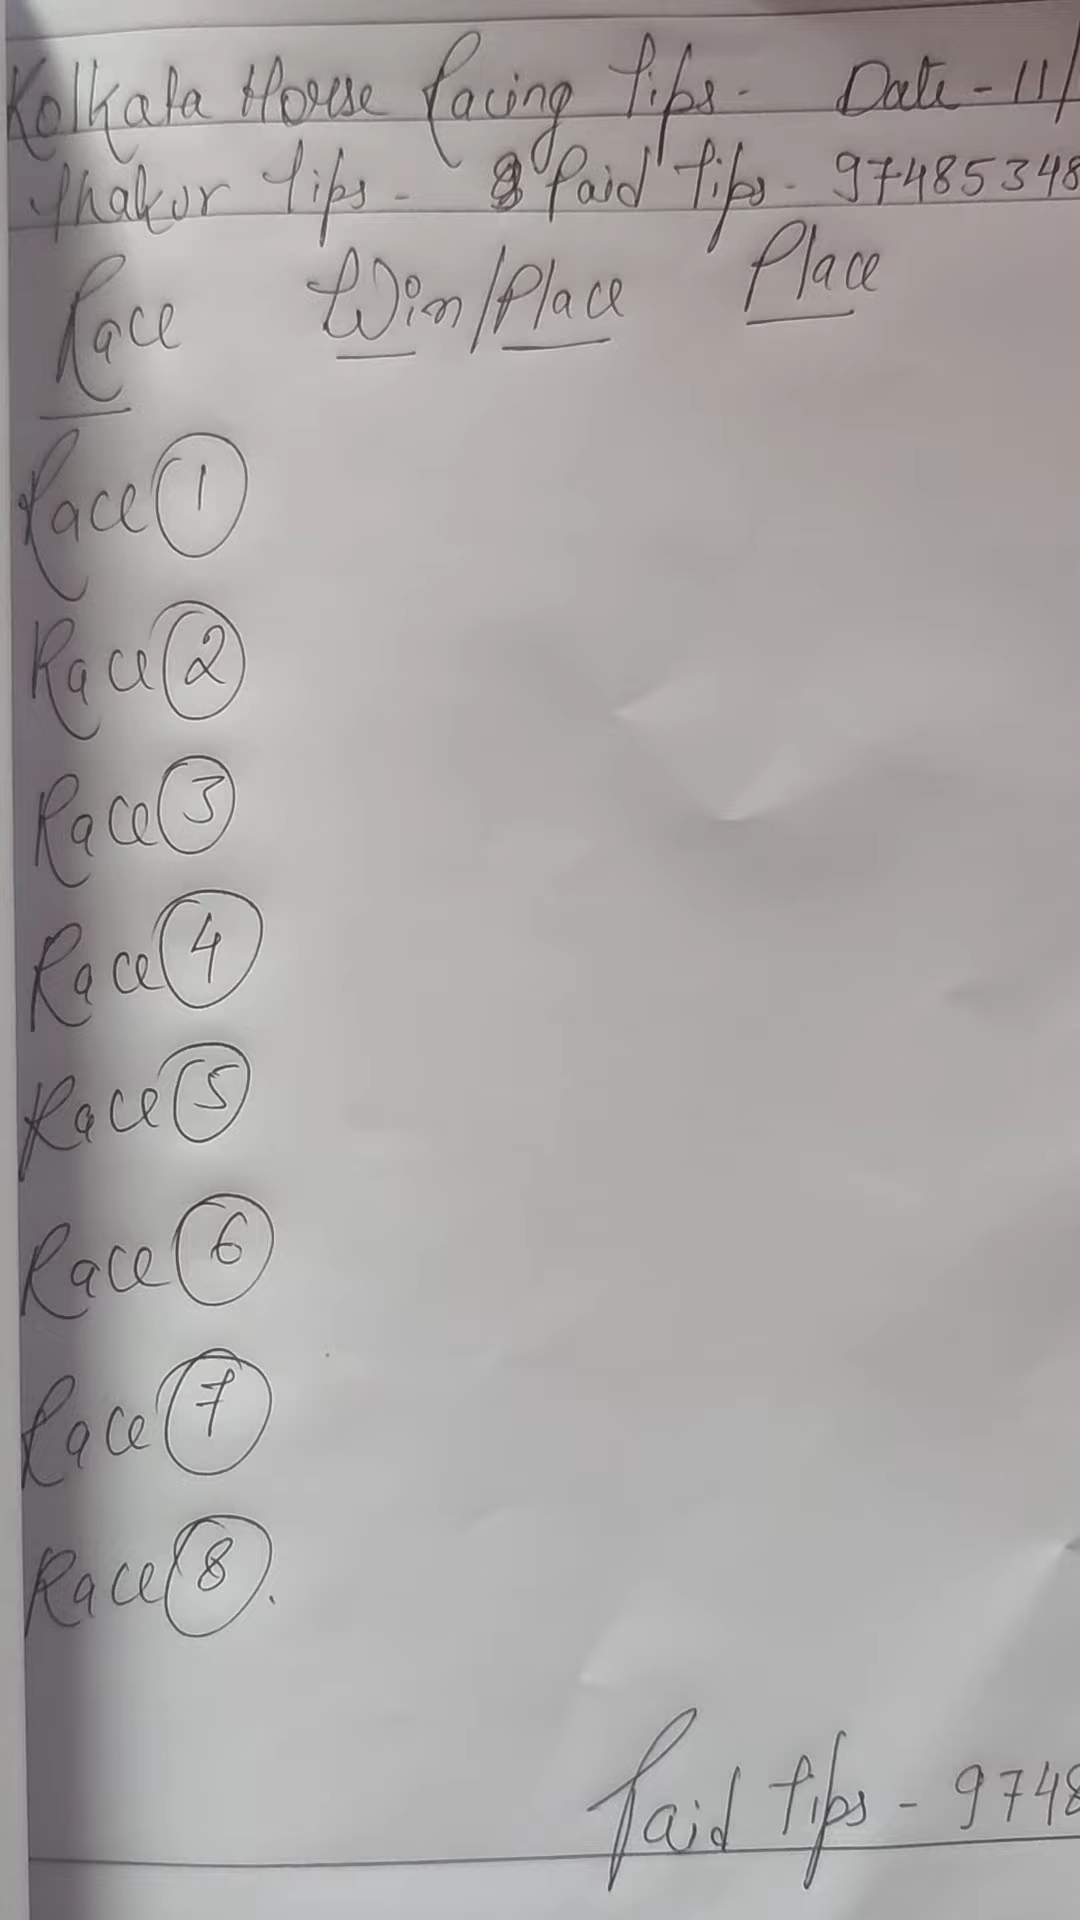 Kolkata Horse Racing Tips- Date-11/
Thakur Tips- Paid Tips- 97485348
Race Win/Place Place
Race 1
Race 2
Race 3
Race 4
Race 5
Race 6
Race 7
Race 8.
Paid Tips-9748